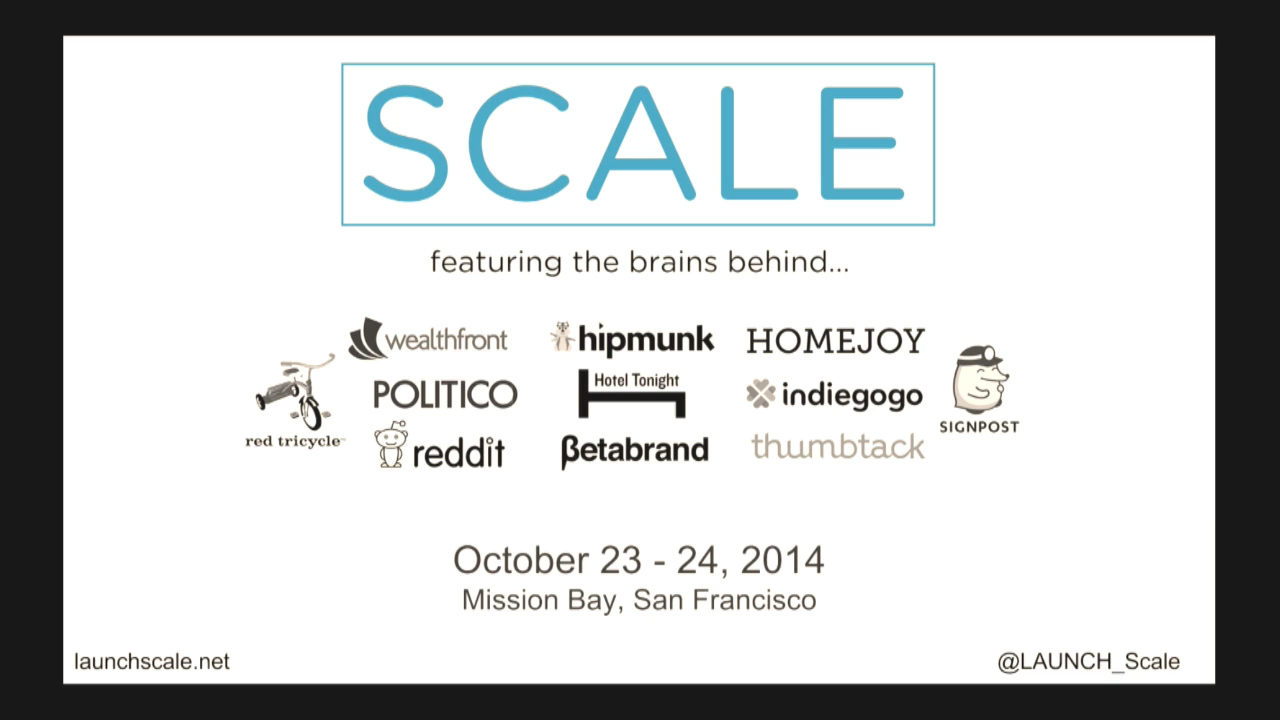 SCALE
featuring the brains behind...
wealthfront
hipmunk
HOMEJOY
red tricycle
POLITICO
Hotel Tonight
indiegogo
SIGNPOST
reddit
βetabrand
thumbtack
October 23 - 24, 2014
Mission Bay, San Francisco
launchscale.net
@LAUNCH_Scale